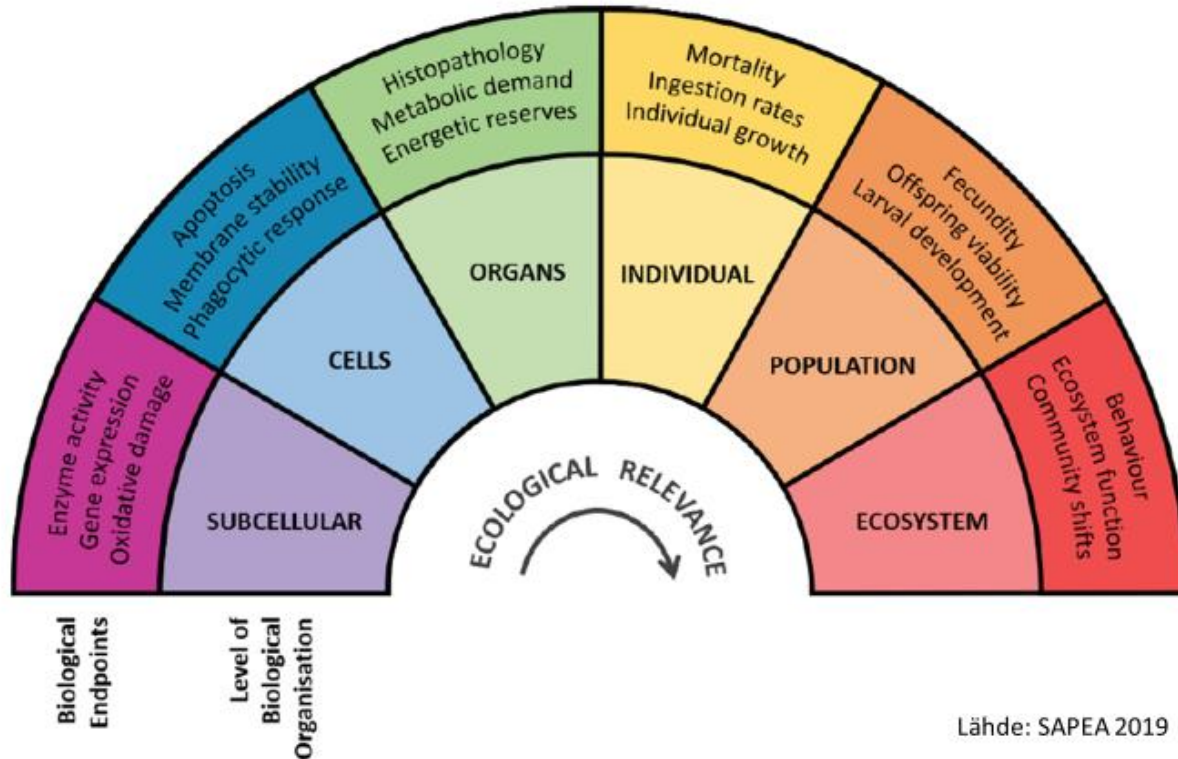 Enzyme activity
Gene expression
Oxidative damage
SUBCELLULAR
Apoptosis
Membrane stability
Phagocytic response
CELLS
Histopathology
Metabolic demand
Energetic reserves
ORGANS
Mortality
Ingestion rates
Individual growth
INDIVIDUAL
Fecundity
Offspring viability
Larval development
POPULATION
Behaviour
Ecosystem function
Community shifts
ECOSYSTEM
ECOLOGICAL RELEVANCE
Biological
Endpoints
Level of
Biological
Organisation
Lähde: SAPEA 2019